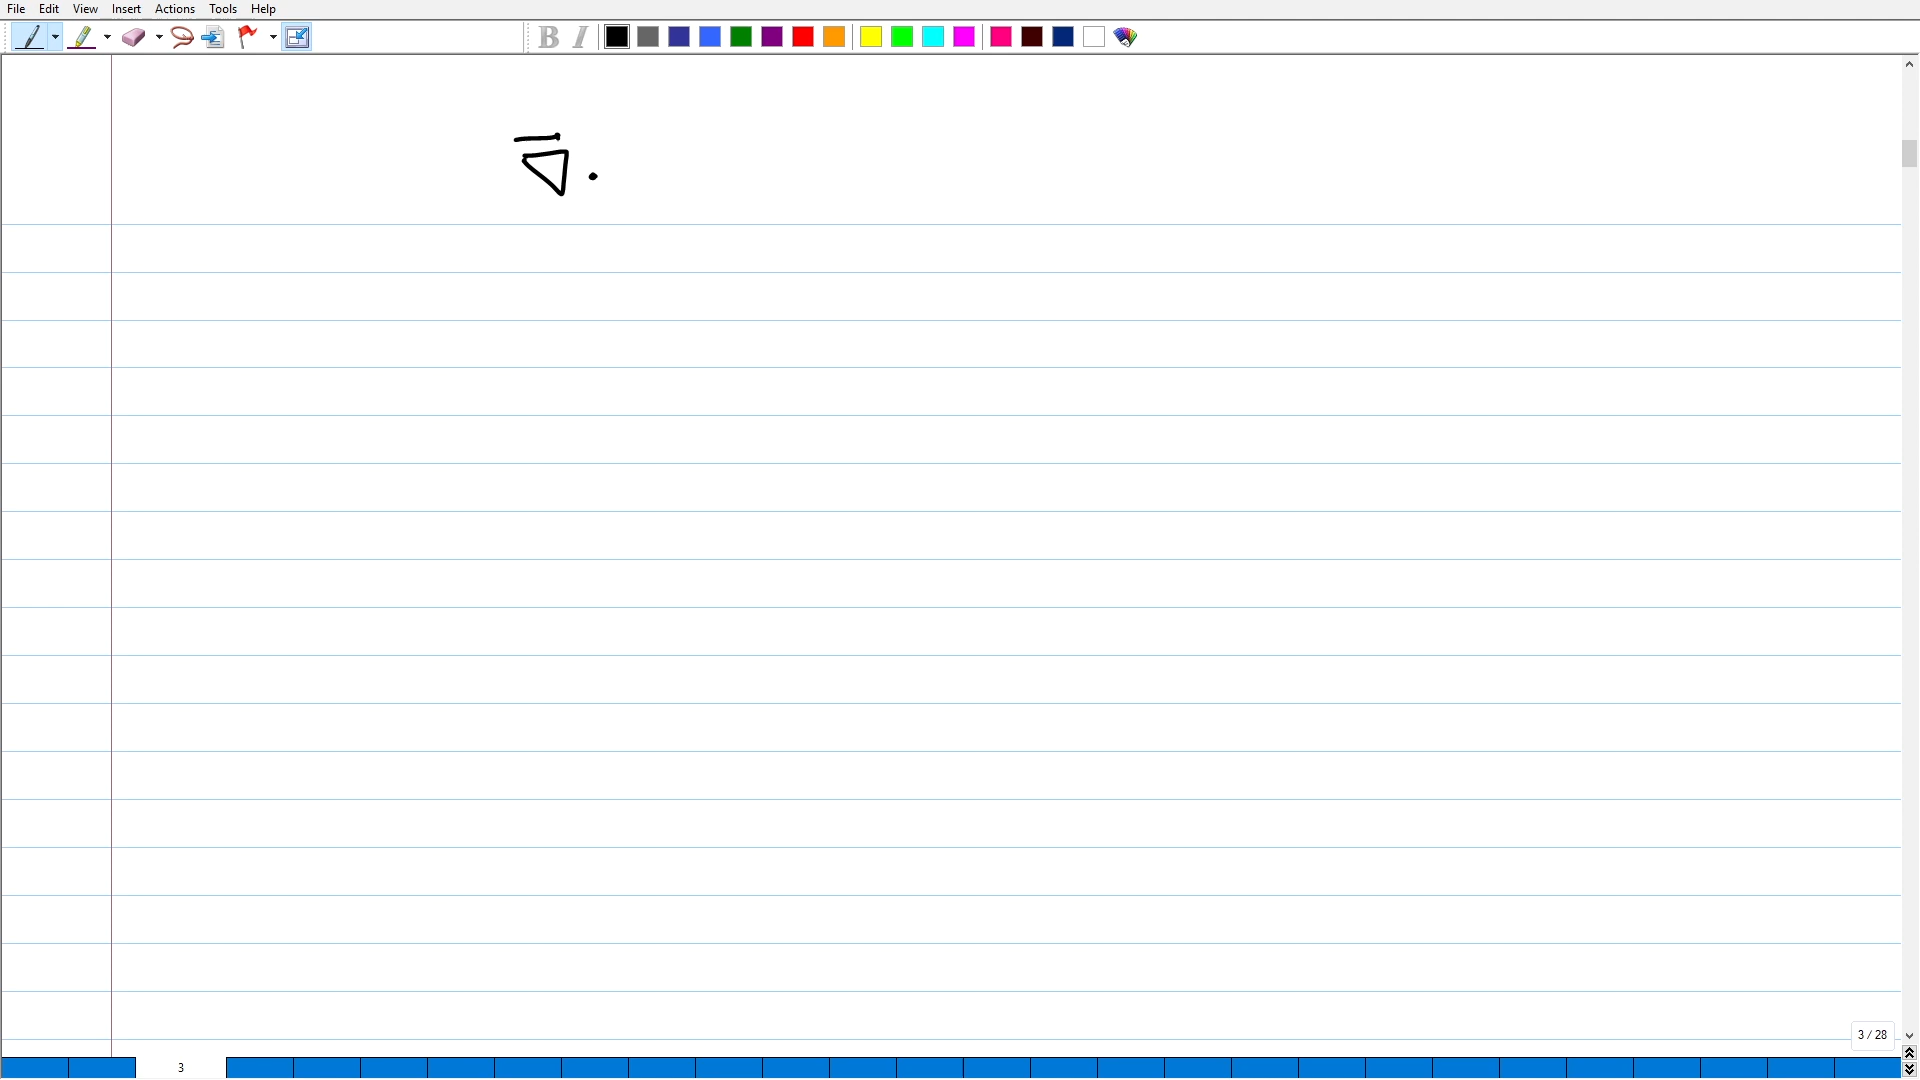 File Edit View Insert Actions Tools Help
B I
∇̅ .
3 / 28
3